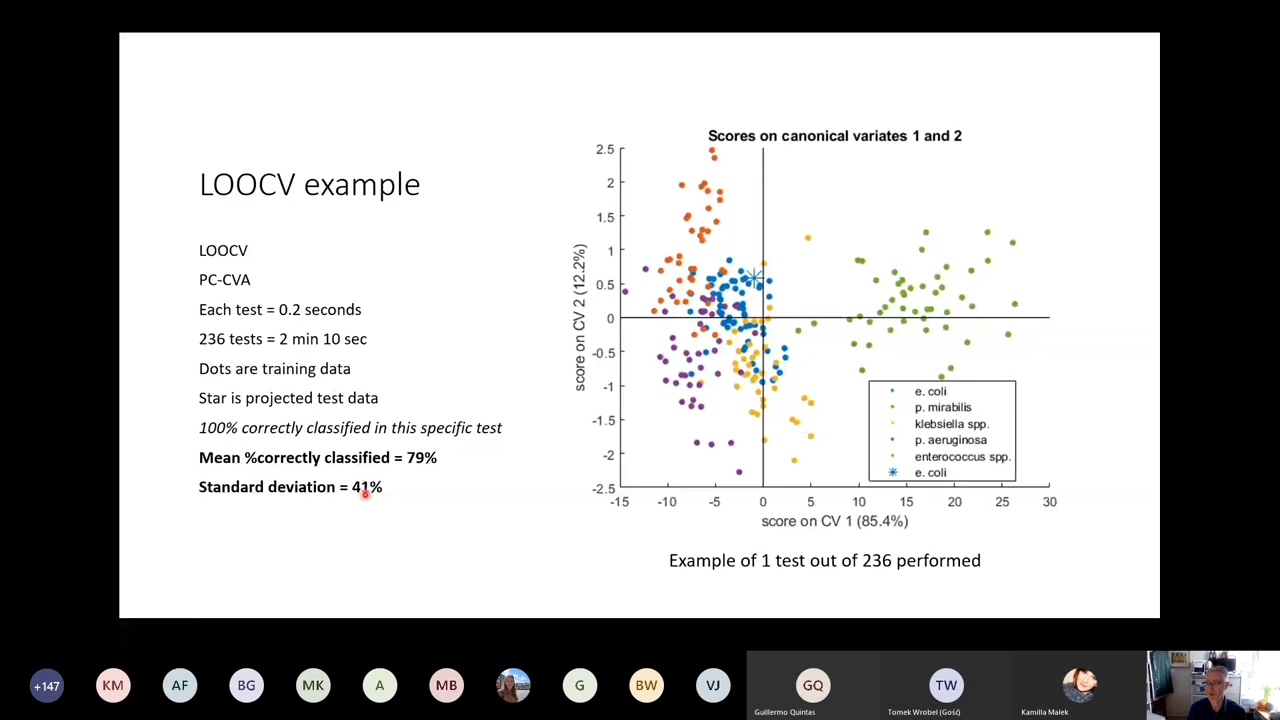 Scores on canonical variates 1 and 2
LOOCV example
LOOCV
PC-CVA
Each test = 0.2 seconds
236 tests = 2 min 10 sec
Dots are training data
Star is projected test data
100% correctly classified in this specific test
Mean %correctly classified = 79%
Standard deviation = 41%
score on CV 2 (12.2%)
2.5
2
1.5
1
0.5
0
-0.5
-1
-1.5
-2
-2.5
-15
-10
-5
0
5
10
15
20
25
30
score on CV 1 (85.4%)
e. coli
p. mirabilis
klebsiella spp.
p. aeruginosa
enterococcus spp.
e. coli
Example of 1 test out of 236 performed
+147
KM
AF
BG
MK
A
MB
G
BW
VJ
GQ
TW
Guillermo Quintas
Tomek Wrobel (Gość)
Kamilla Małek